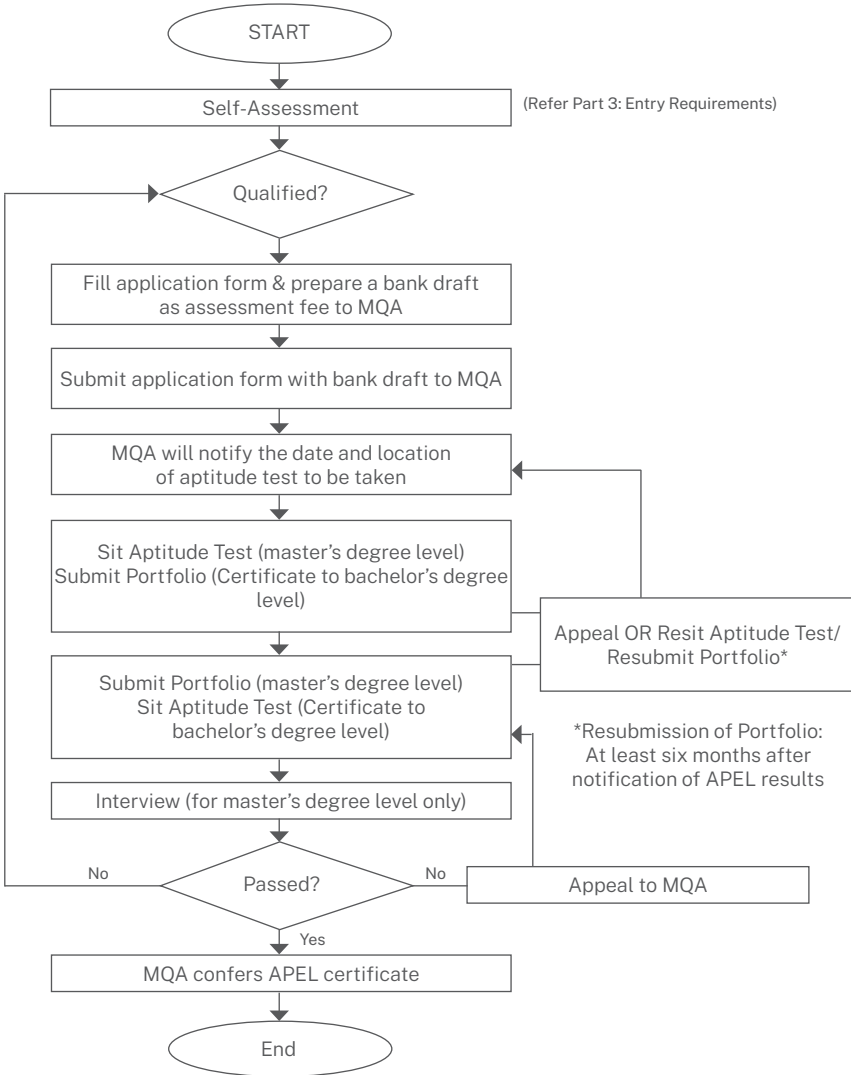 START
Self-Assessment
(Refer Part 3: Entry Requirements)
Qualified?
Fill application form & prepare a bank draft
as assessment fee to MQA
Submit application form with bank draft to MQA
MQA will notify the date and location
of aptitude test to be taken
Sit Aptitude Test (master's degree level)
Submit Portfolio (Certificate to bachelor's degree
level)
Appeal OR Resit Aptitude Test/
Resubmit Portfolio*
Submit Portfolio (master's degree level)
Sit Aptitude Test (Certificate to
bachelor's degree level)
*Resubmission of Portfolio:
At least six months after
notification of APEL results
Interview (for master's degree level only)
No
Passed?
No
Appeal to MQA
Yes
MQA confers APEL certificate
End